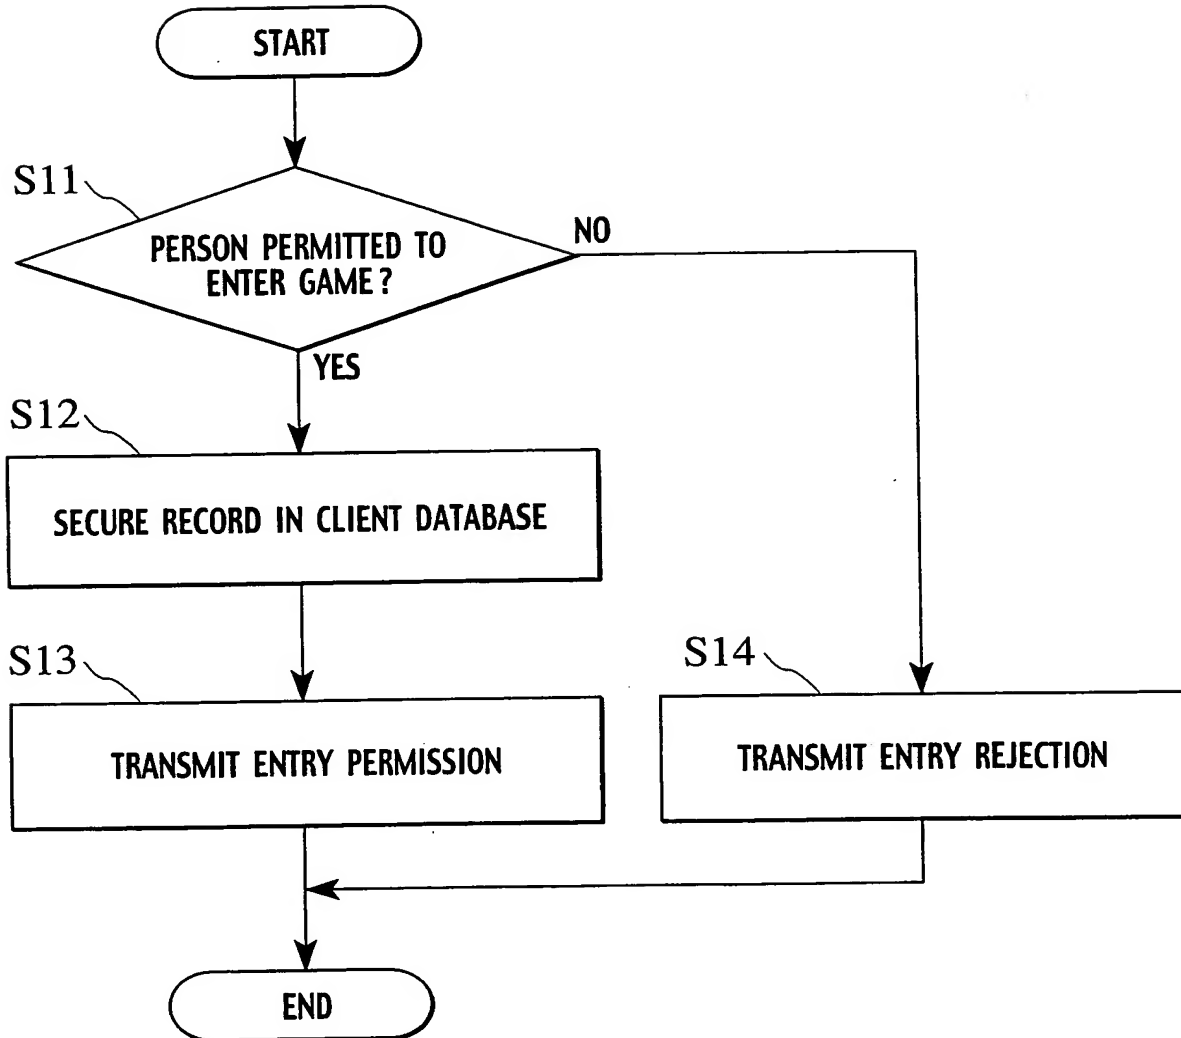 START
S11
PERSON PERMITTED TO
ENTER GAME?
NO
YES
S12
SECURE RECORD IN CLIENT DATABASE
S13
TRANSMIT ENTRY PERMISSION
S14
TRANSMIT ENTRY REJECTION
END